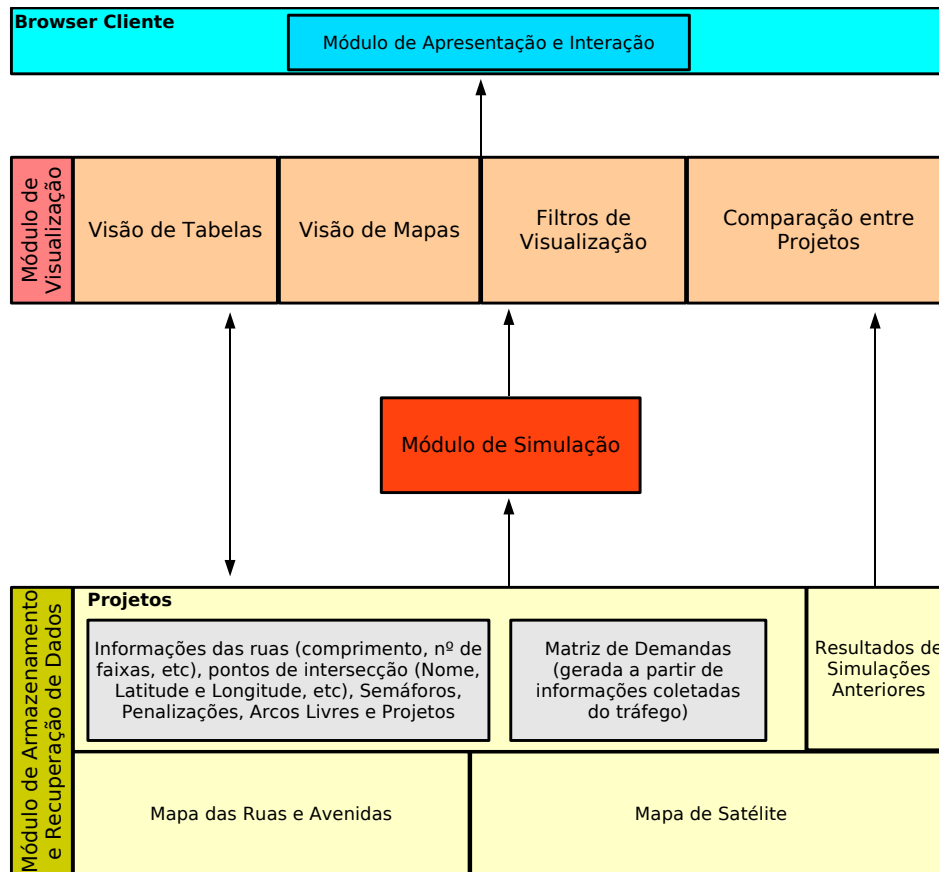 Browser Cliente
Módulo de Apresentação e Interação
Módulo de
Visualização
Visão de Tabelas
Visão de Mapas
Filtros de
Visualização
Comparação entre
Projetos
Módulo de Simulação
Módulo de Armazenamento
e Recuperação de Dados
Projetos
Informações das ruas (comprimento, nº de
faixas, etc), pontos de intersecção (Nome,
Latitude e Longitude, etc), Semáforos,
Penalizações, Arcos Livres e Projetos
Matriz de Demandas
(gerada a partir de
informações coletadas
do tráfego)
Resultados de
Simulações
Anteriores
Mapa das Ruas e Avenidas
Mapa de Satélite